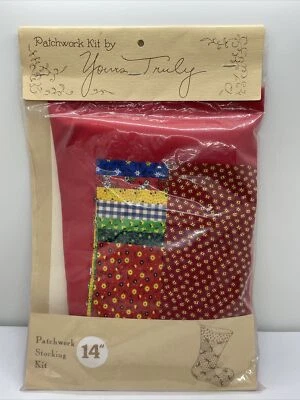 Patchwork Kit by
Yours Truly
Patchwork
Stocking
Kit
14"